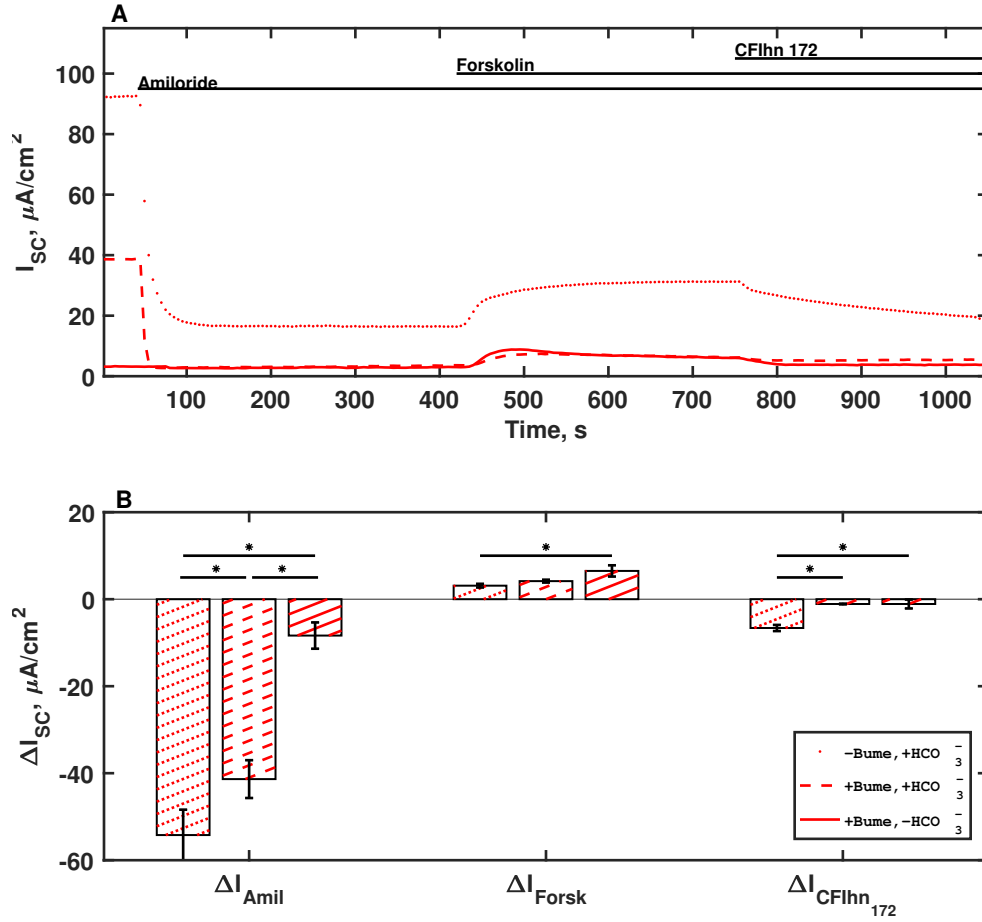 A
CFIhn 172
Forskolin
Amiloride
100
80
60
40
20
0
I_SC, μA/cm²
100 200 300 400 500 600 700 800 900 1000
Time, s
B
20
0
-20
-40
-60
ΔI_SC, μA/cm²
* * *
*
* *
−Bume,+HCO₃⁻
+Bume,+HCO₃⁻
+Bume,−HCO₃⁻
ΔI_Amil ΔI_Forsk ΔI_CFIhn₁₇₂